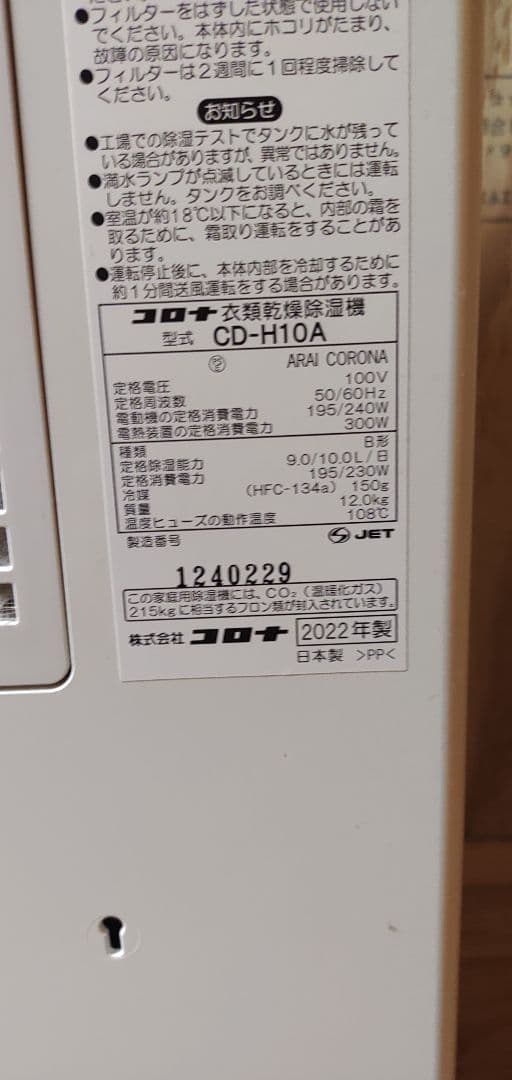 ●フィルターをはずした状態で使用しない
でください。本体内にホコリがたまり、
故障の原因になります。
●フィルターは2週間に1回程度掃除して
ください。
お知らせ
●工場での除湿テストでタンクに水が残って
いる場合がありますが、異常ではありません。
●満水ランプが点滅しているときには運転
しません。タンクをお調べください。
●室温が約18℃以下になると、内部の霜を
取るために、霜取り運転をすることがあ
ります。
●運転停止後に、本体内部を冷却するために
約1分間送風運転をする場合があります。
コロナ衣類乾燥除湿機
型式 CD-H10A
ARAI CORONA
定格電圧 100V
定格周波数 50/60Hz
電動機の定格消費電力 195/240W
電熱装置の定格消費電力 300W
種類 B形
定格除湿能力 9.0/10.0L/日
定格消費電力 195/230W
冷媒 (HFC-134a) 150g
質量 12.0kg
温度ヒューズの動作温度 108℃
製造番号 JET
1240229
この家庭用除湿機には、CO₂(温暖化ガス)
215kgに相当するフロン類が封入されています。
株式会社 コロナ 2022年製
日本製 >PP<